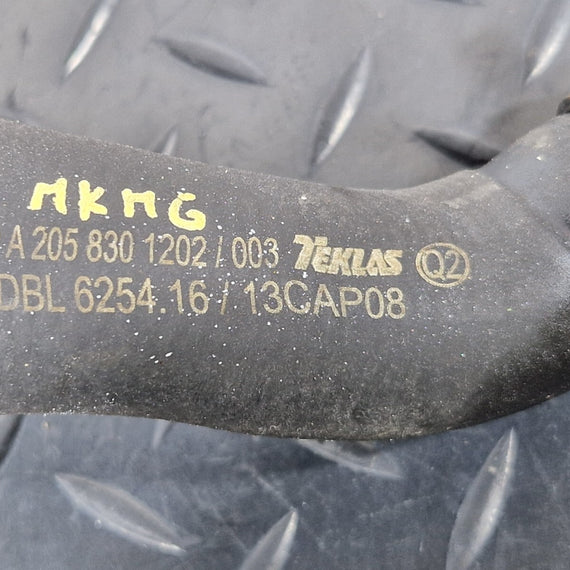 MKMG
A 205 830 1202 / 003 TEKLAS Q2
DBL 6254.16 / 13CAP08